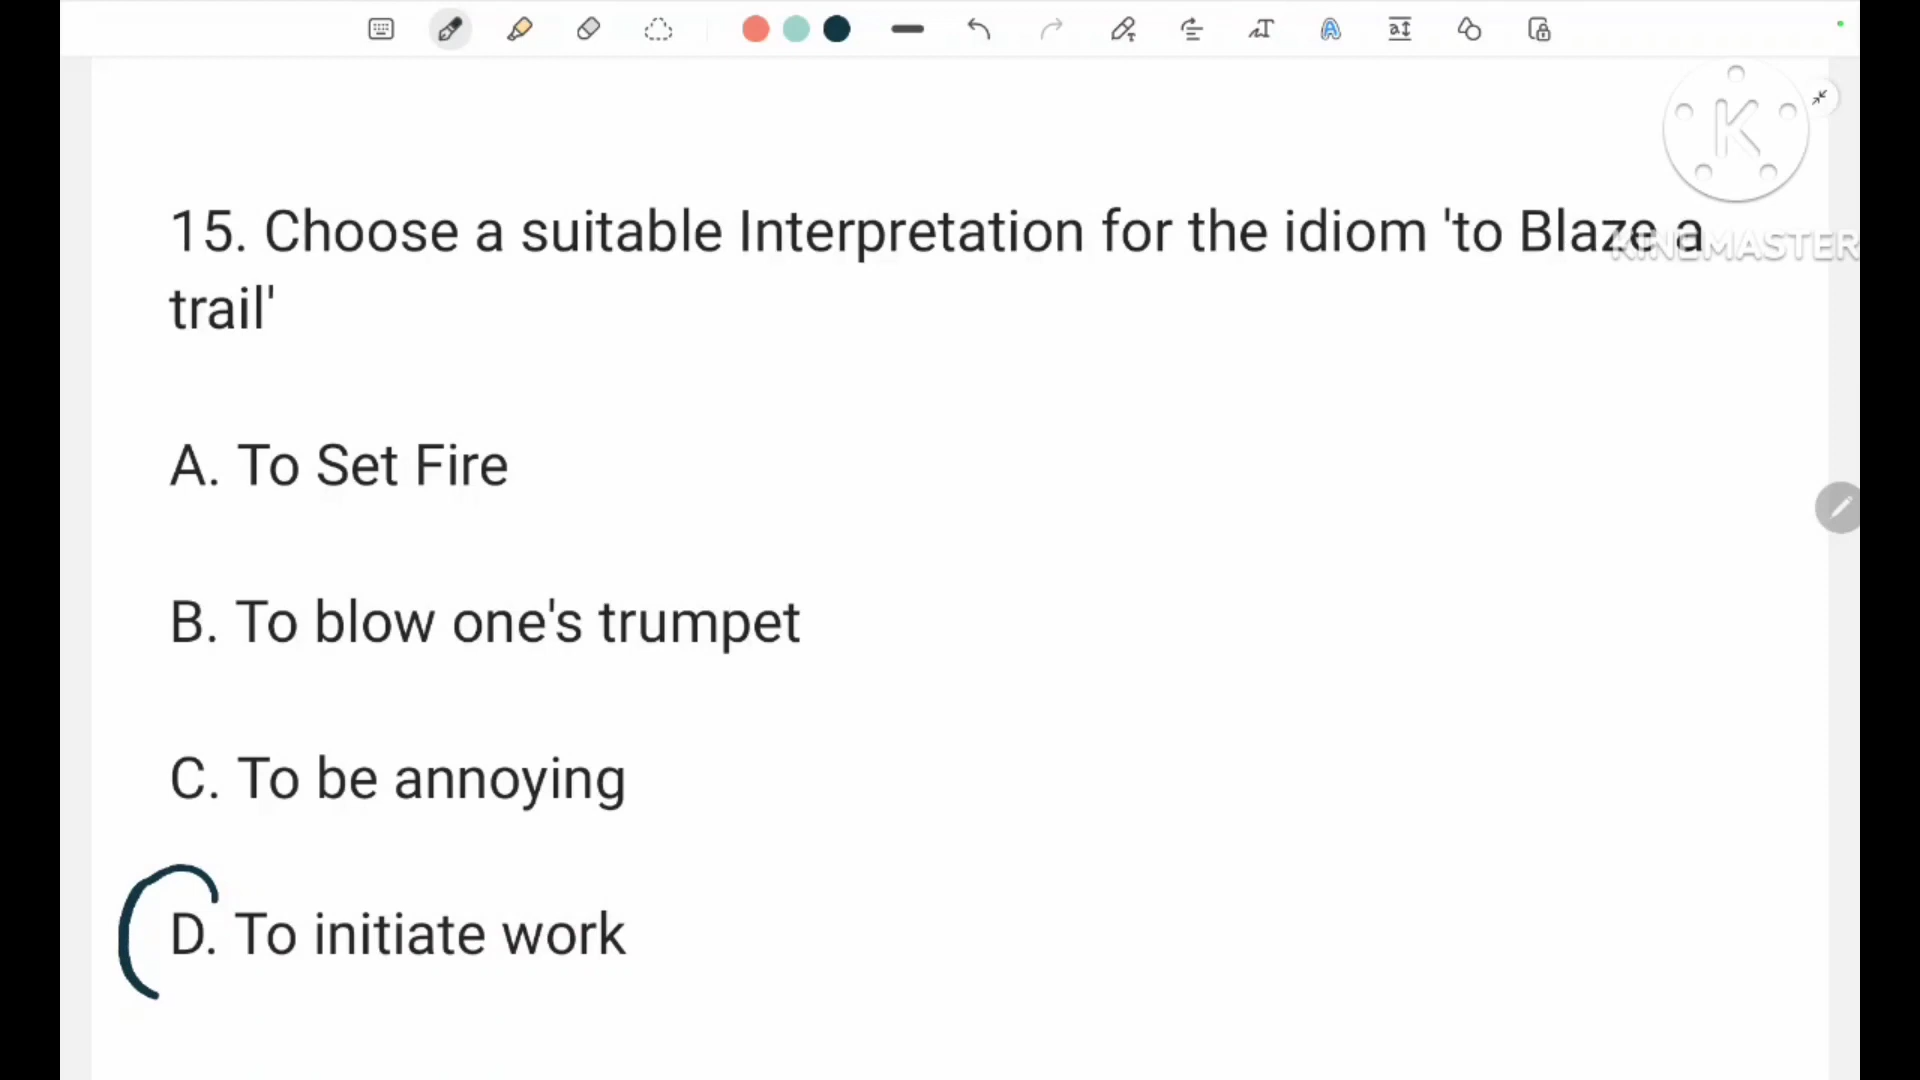 15. Choose a suitable Interpretation for the idiom 'to Blaze a
trail'
A. To Set Fire
B. To blow one's trumpet
C. To be annoying
D. To initiate work
K
KINEMASTER